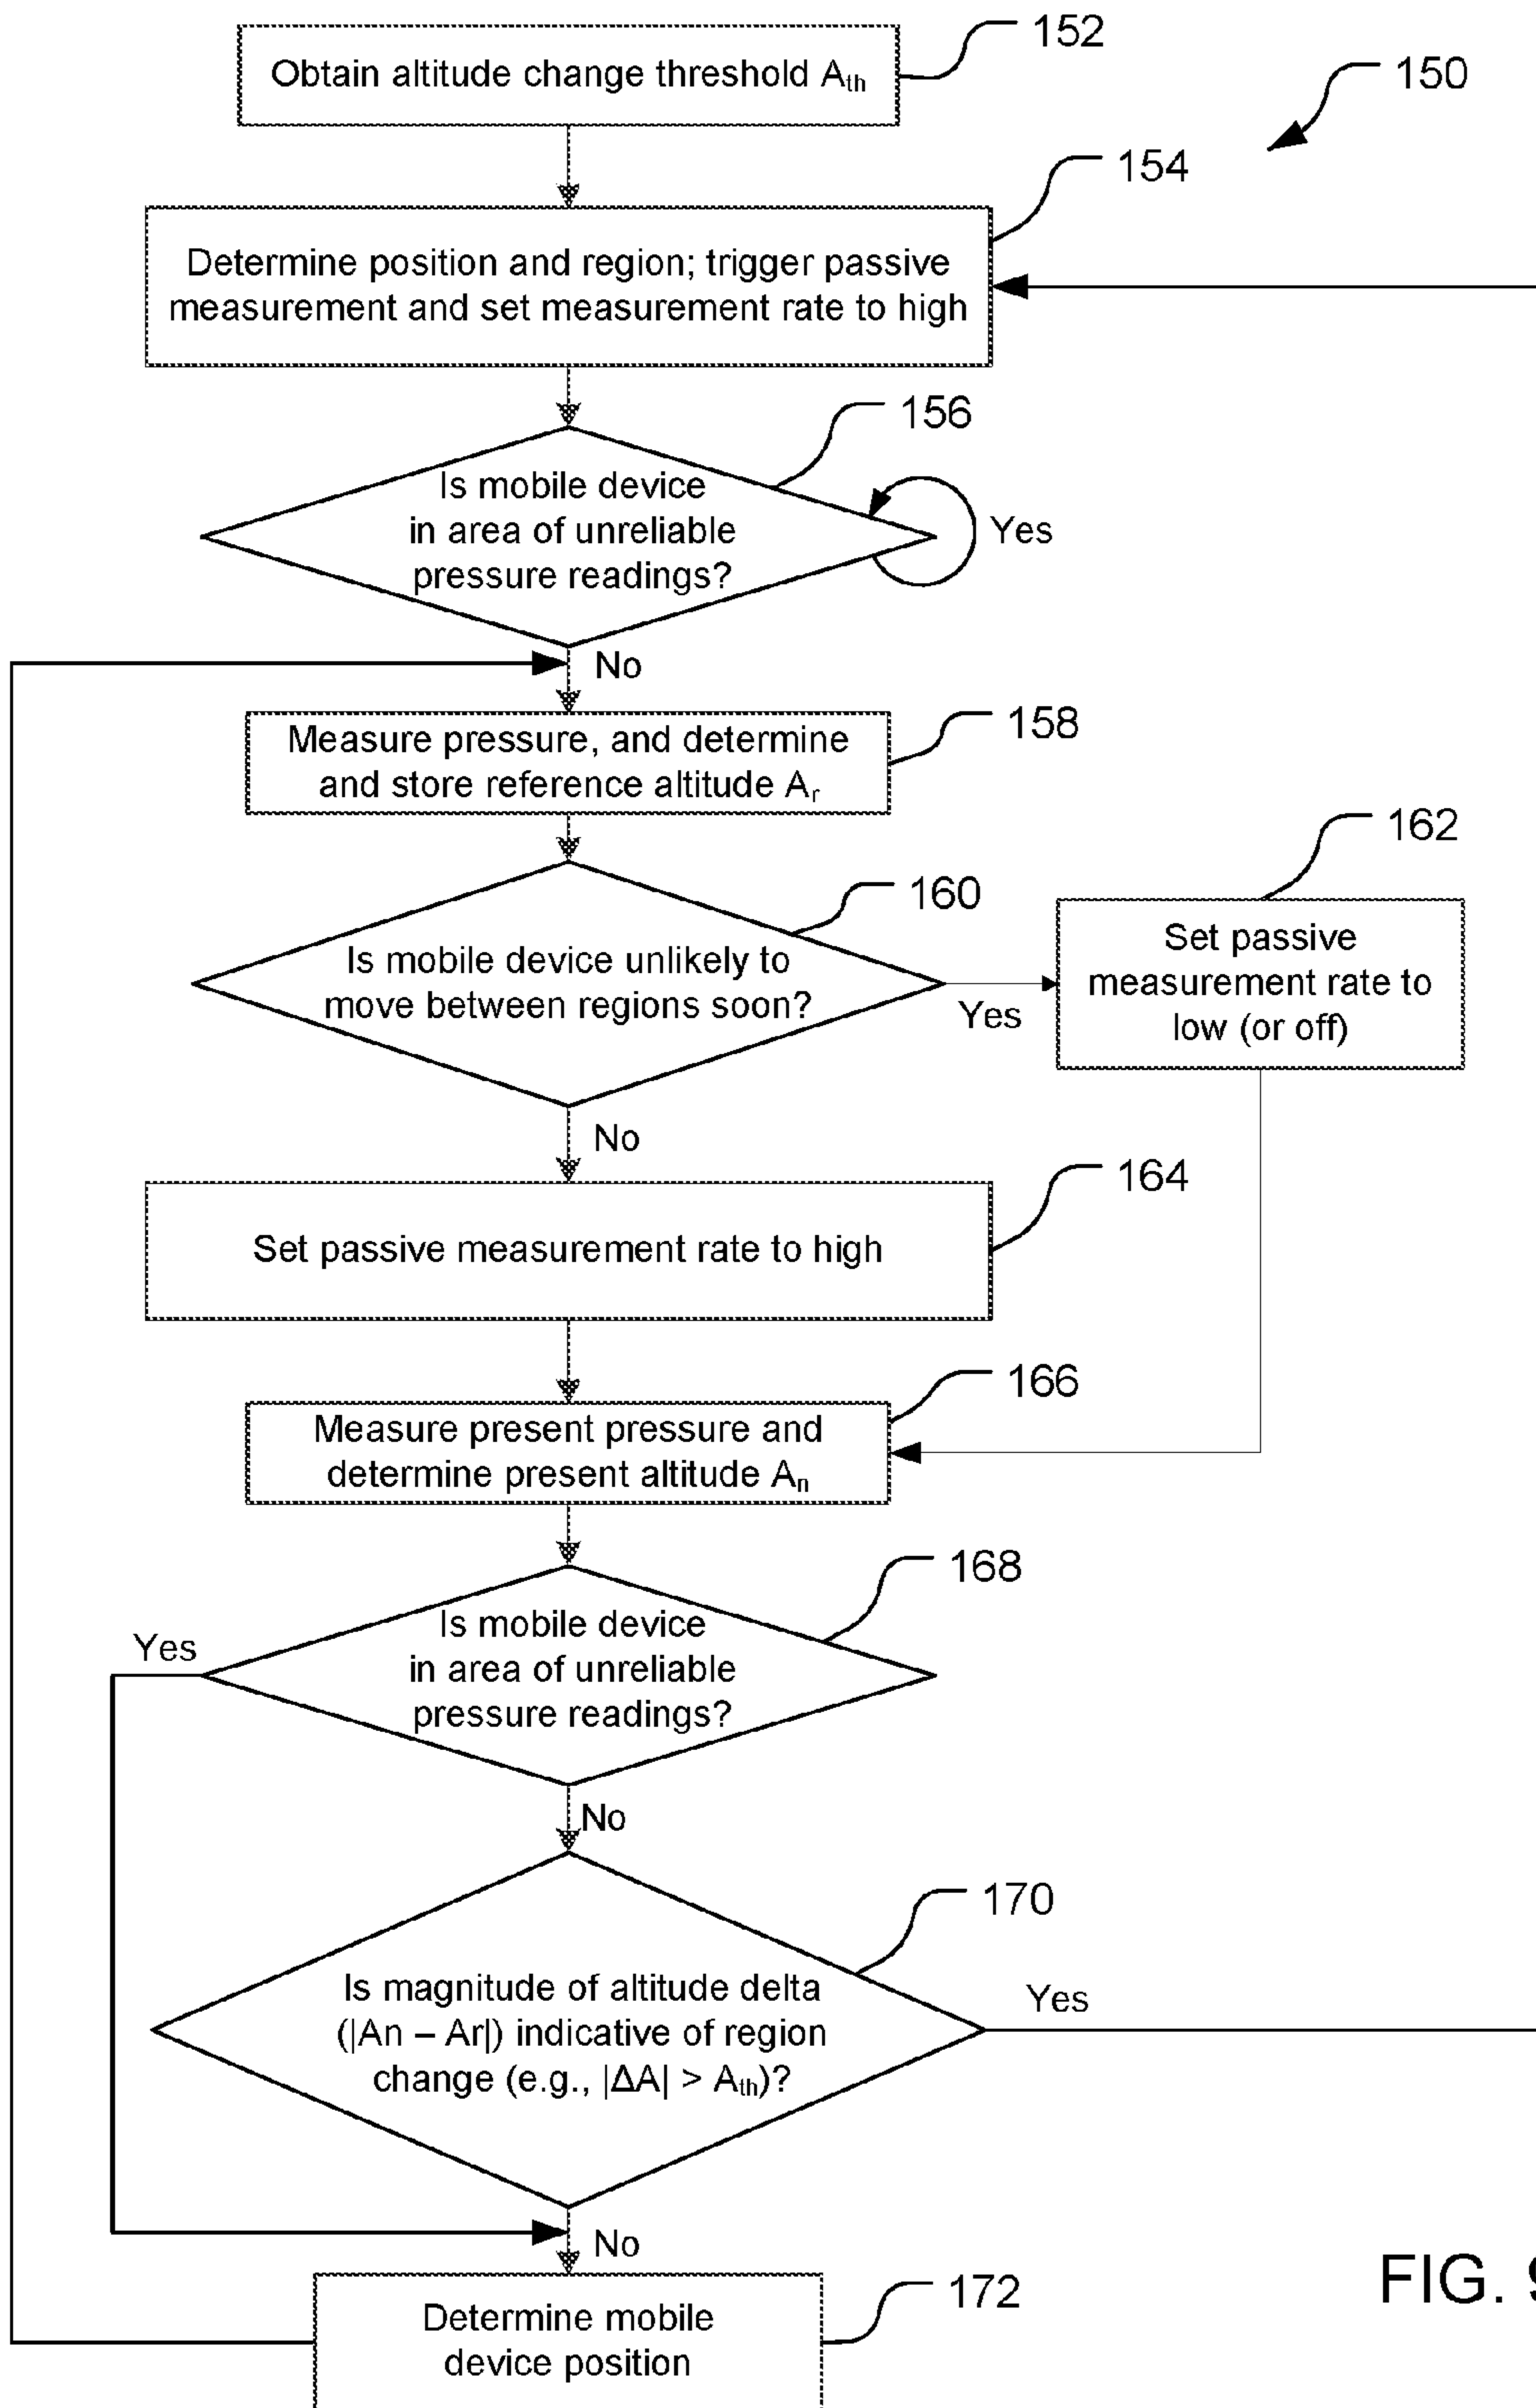 152
Obtain altitude change threshold Ath
150
154
Determine position and region; trigger passive
measurement and set measurement rate to high
156
Is mobile device
in area of unreliable
pressure readings?
Yes
No
158
Measure pressure, and determine
and store reference altitude Ar
162
160
Is mobile device unlikely to
move between regions soon?
Yes
Set passive
measurement rate to
low (or off)
No
164
Set passive measurement rate to high
166
Measure present pressure and
determine present altitude An
168
Yes
Is mobile device
in area of unreliable
pressure readings?
No
170
Is magnitude of altitude delta
(|An – Ar|) indicative of region
change (e.g., |ΔA| > Ath)?
Yes
No
FIG. 9
172
Determine mobile
device position